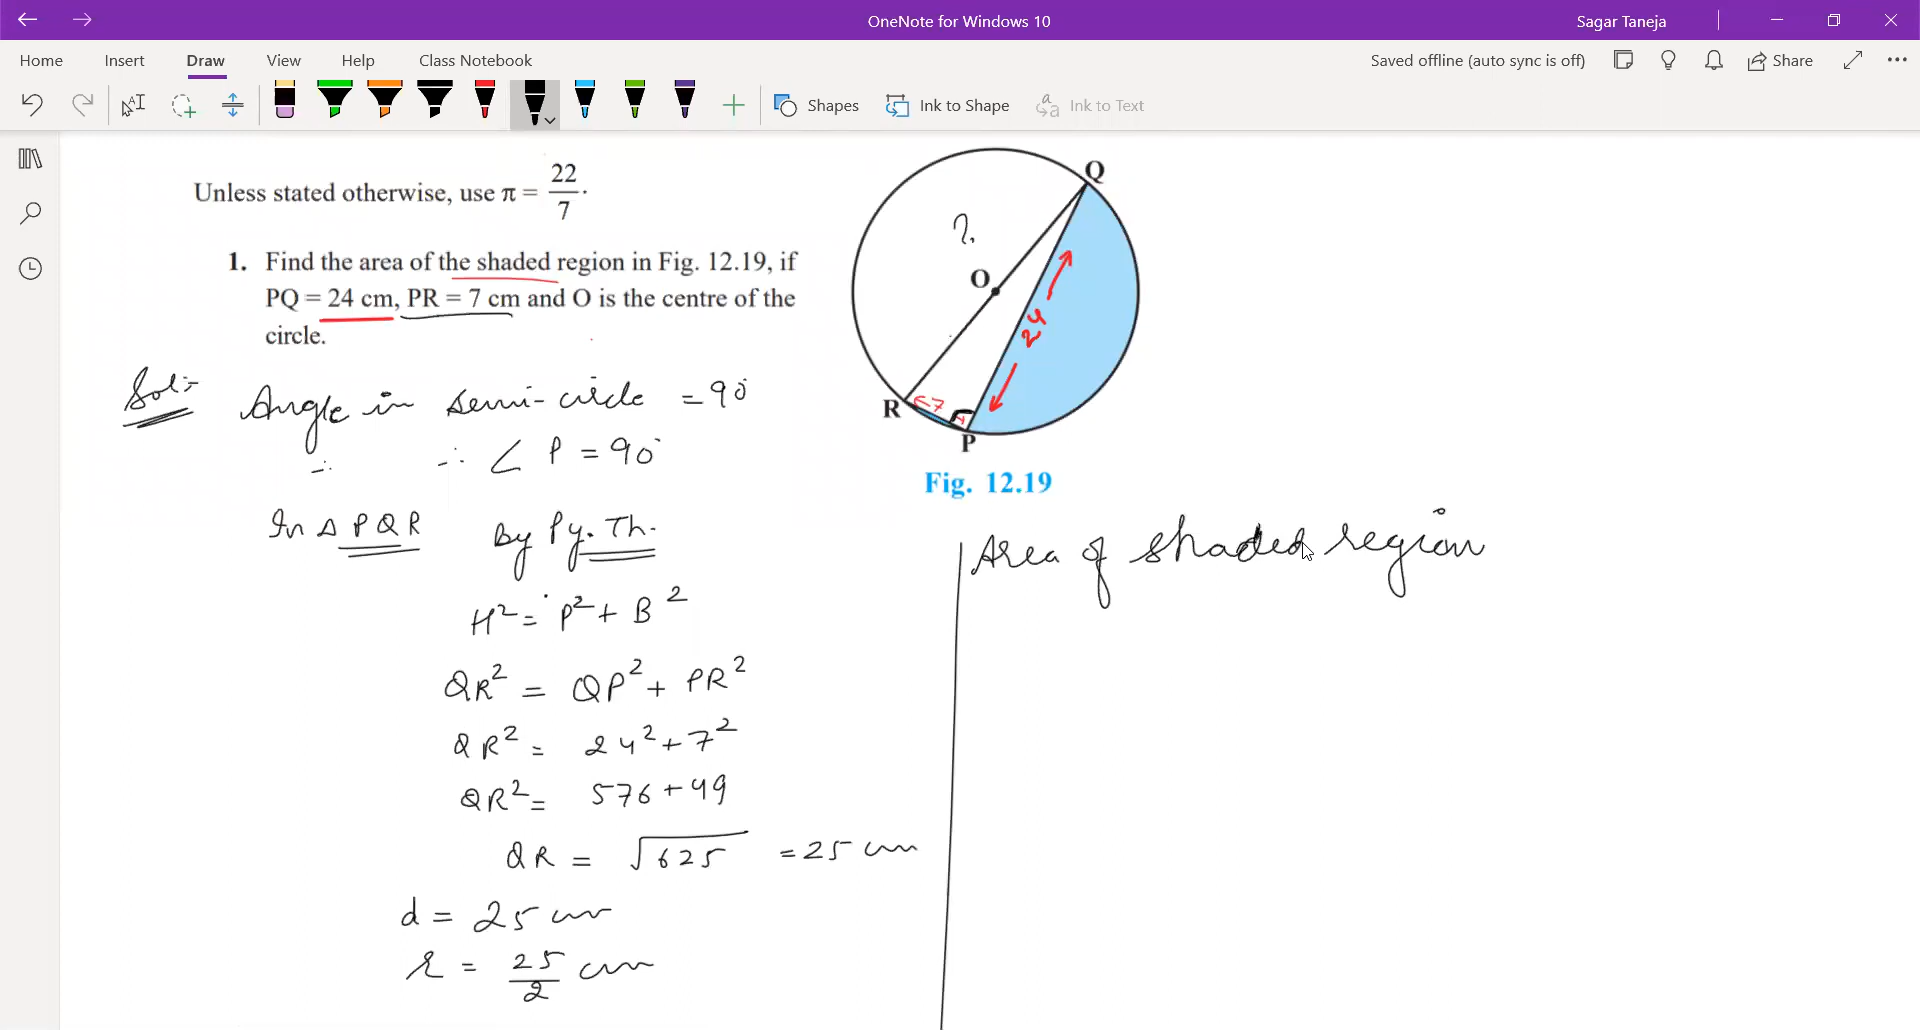 OneNote for Windows 10
Sagar Taneja
Home Insert Draw View Help Class Notebook
Saved offline (auto sync is off) Share
Shapes Ink to Shape Ink to Text
Unless stated otherwise, use π = 22/7.
1. Find the area of the shaded region in Fig. 12.19, if
PQ = 24 cm, PR = 7 cm and O is the centre of the
circle.
Q
?
O
24
R
7
P
Fig. 12.19
Sol:-
Angle in semi-circle = 90°
∴ ∴ ∠ P = 90°
In △ PQR By Py. Th.
H² = P² + B²
QR² = QP² + PR²
QR² = 24² + 7²
QR² = 576 + 49
QR = √625 = 25 cm
d = 25 cm
r = 25/2 cm
Area of shaded region